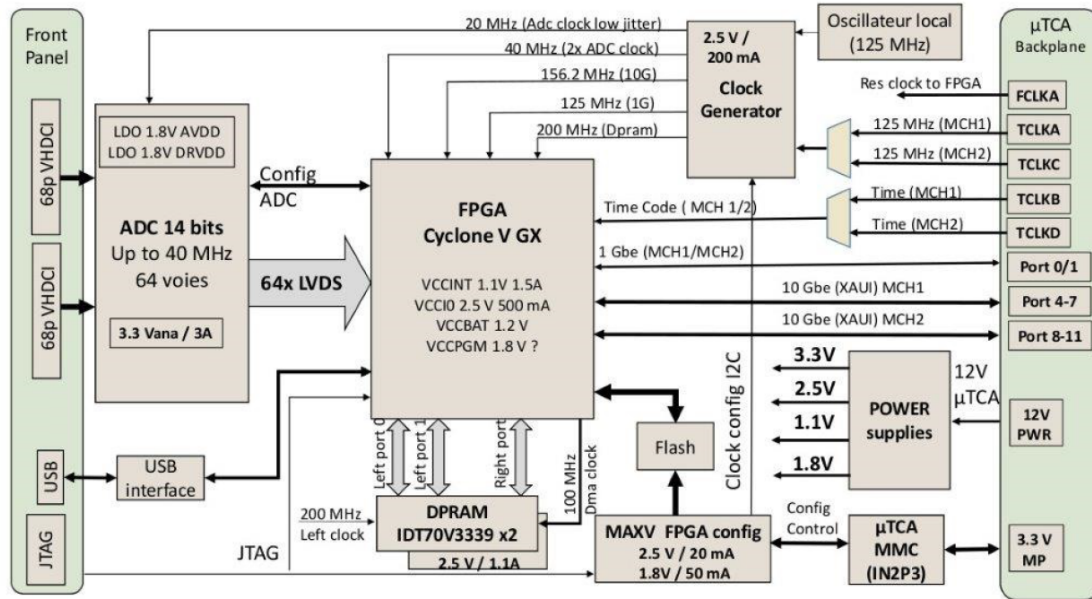 Front
Panel
68p VHDCI
68p VHDCI
USB
JTAG
LDO 1.8V AVDD
LDO 1.8V DRVDD
ADC 14 bits
Up to 40 MHz
64 voies
3.3 Vana / 3A
USB
interface
20 MHz (Adc clock low jitter)
40 MHz (2x ADC clock)
156.2 MHz (10G)
125 MHz (1G)
200 MHz (Dpram)
Config
ADC
64x LVDS
FPGA
Cyclone V GX
VCCINT 1.1V 1.5A
VCCI0 2.5 V 500 mA
VCCBAT 1.2 V
VCCPGM 1.8 V ?
2.5 V /
200 mA
Clock
Generator
Oscillateur local
(125 MHz)
Res clock to FPGA
125 MHz (MCH1)
125 MHz (MCH2)
Time (MCH1)
Time (MCH2)
Time Code ( MCH 1/2)
1 Gbe (MCH1/MCH2)
10 Gbe (XAUI) MCH1
10 Gbe (XAUI) MCH2
µTCA
Backplane
FCLKA
TCLKA
TCLKC
TCLKB
TCLKD
Port 0/1
Port 4-7
Port 8-11
12V
PWR
3.3 V
MP
Left port 0
Left port 1
Right port
100 MHz
Dma clock
200 MHz
Left clock
JTAG
DPRAM
IDT70V3339 x2
2.5 V / 1.1A
Flash
Clock config I2C
3.3V
2.5V
1.1V
1.8V
POWER
supplies
12V
µTCA
MAXV FPGA config
2.5 V / 20 mA
1.8V / 50 mA
Config
Control
µTCA
MMC
(IN2P3)